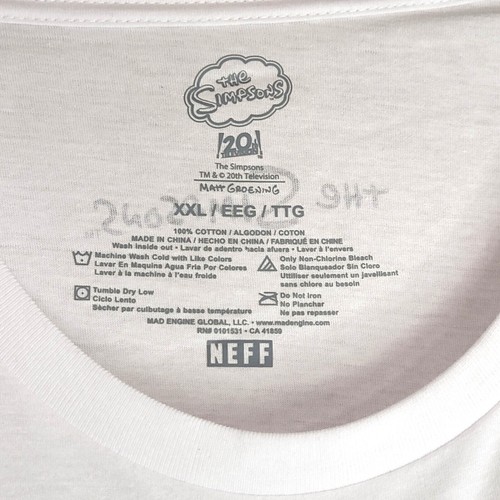 THE
SIMPSONS
20
The Simpsons
TM & © 20th Television
MATT GROENING
XXL / EEG / TTG
100% COTTON / ALGODON / COTON
MADE IN CHINA / HECHO EN CHINA / FABRIQUÉ EN CHINE
Wash inside out • Lavar de adentro hacia afuera • Laver à l'envers
Machine Wash Cold with Like Colors
Lavar En Maquina Agua Fria Por Colores
Laver à la machine à l'eau froide
Only Non-Chlorine Bleach
Solo Blanqueador Sin Cloro
Utiliser seulement un javellisant
sans chlore au besoin
Tumble Dry Low
Ciclo Lento
Sécher par culbutage à basse température
Do Not Iron
No Planchar
Ne pas repasser
MAD ENGINE GLOBAL, LLC. • www.madengine.com
RN# 0101531 • CA 41859
NEFF